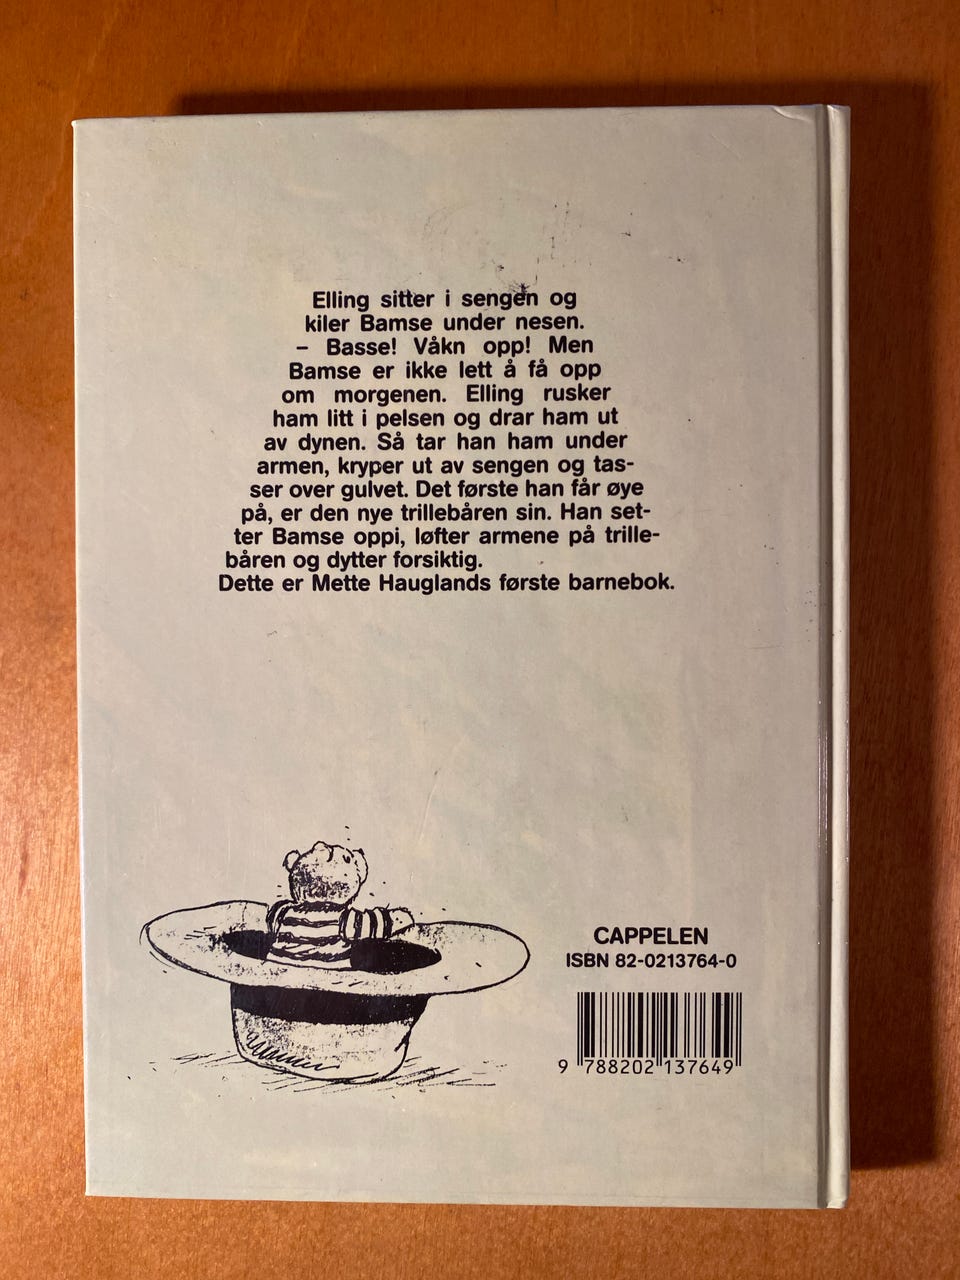 Elling sitter i sengen og
kiler Bamse under nesen.
– Basse! Våkn opp! Men
Bamse er ikke lett å få opp
om morgenen. Elling rusker
ham litt i pelsen og drar ham ut
av dynen. Så tar han ham under
armen, kryper ut av sengen og tas-
ser over gulvet. Det første han får øye
på, er den nye trillebåren sin. Han set-
ter Bamse oppi, løfter armene på trille-
båren og dytter forsiktig.
Dette er Mette Hauglands første barnebok.
CAPPELEN
ISBN 82-0213764-0
9 788202 137649